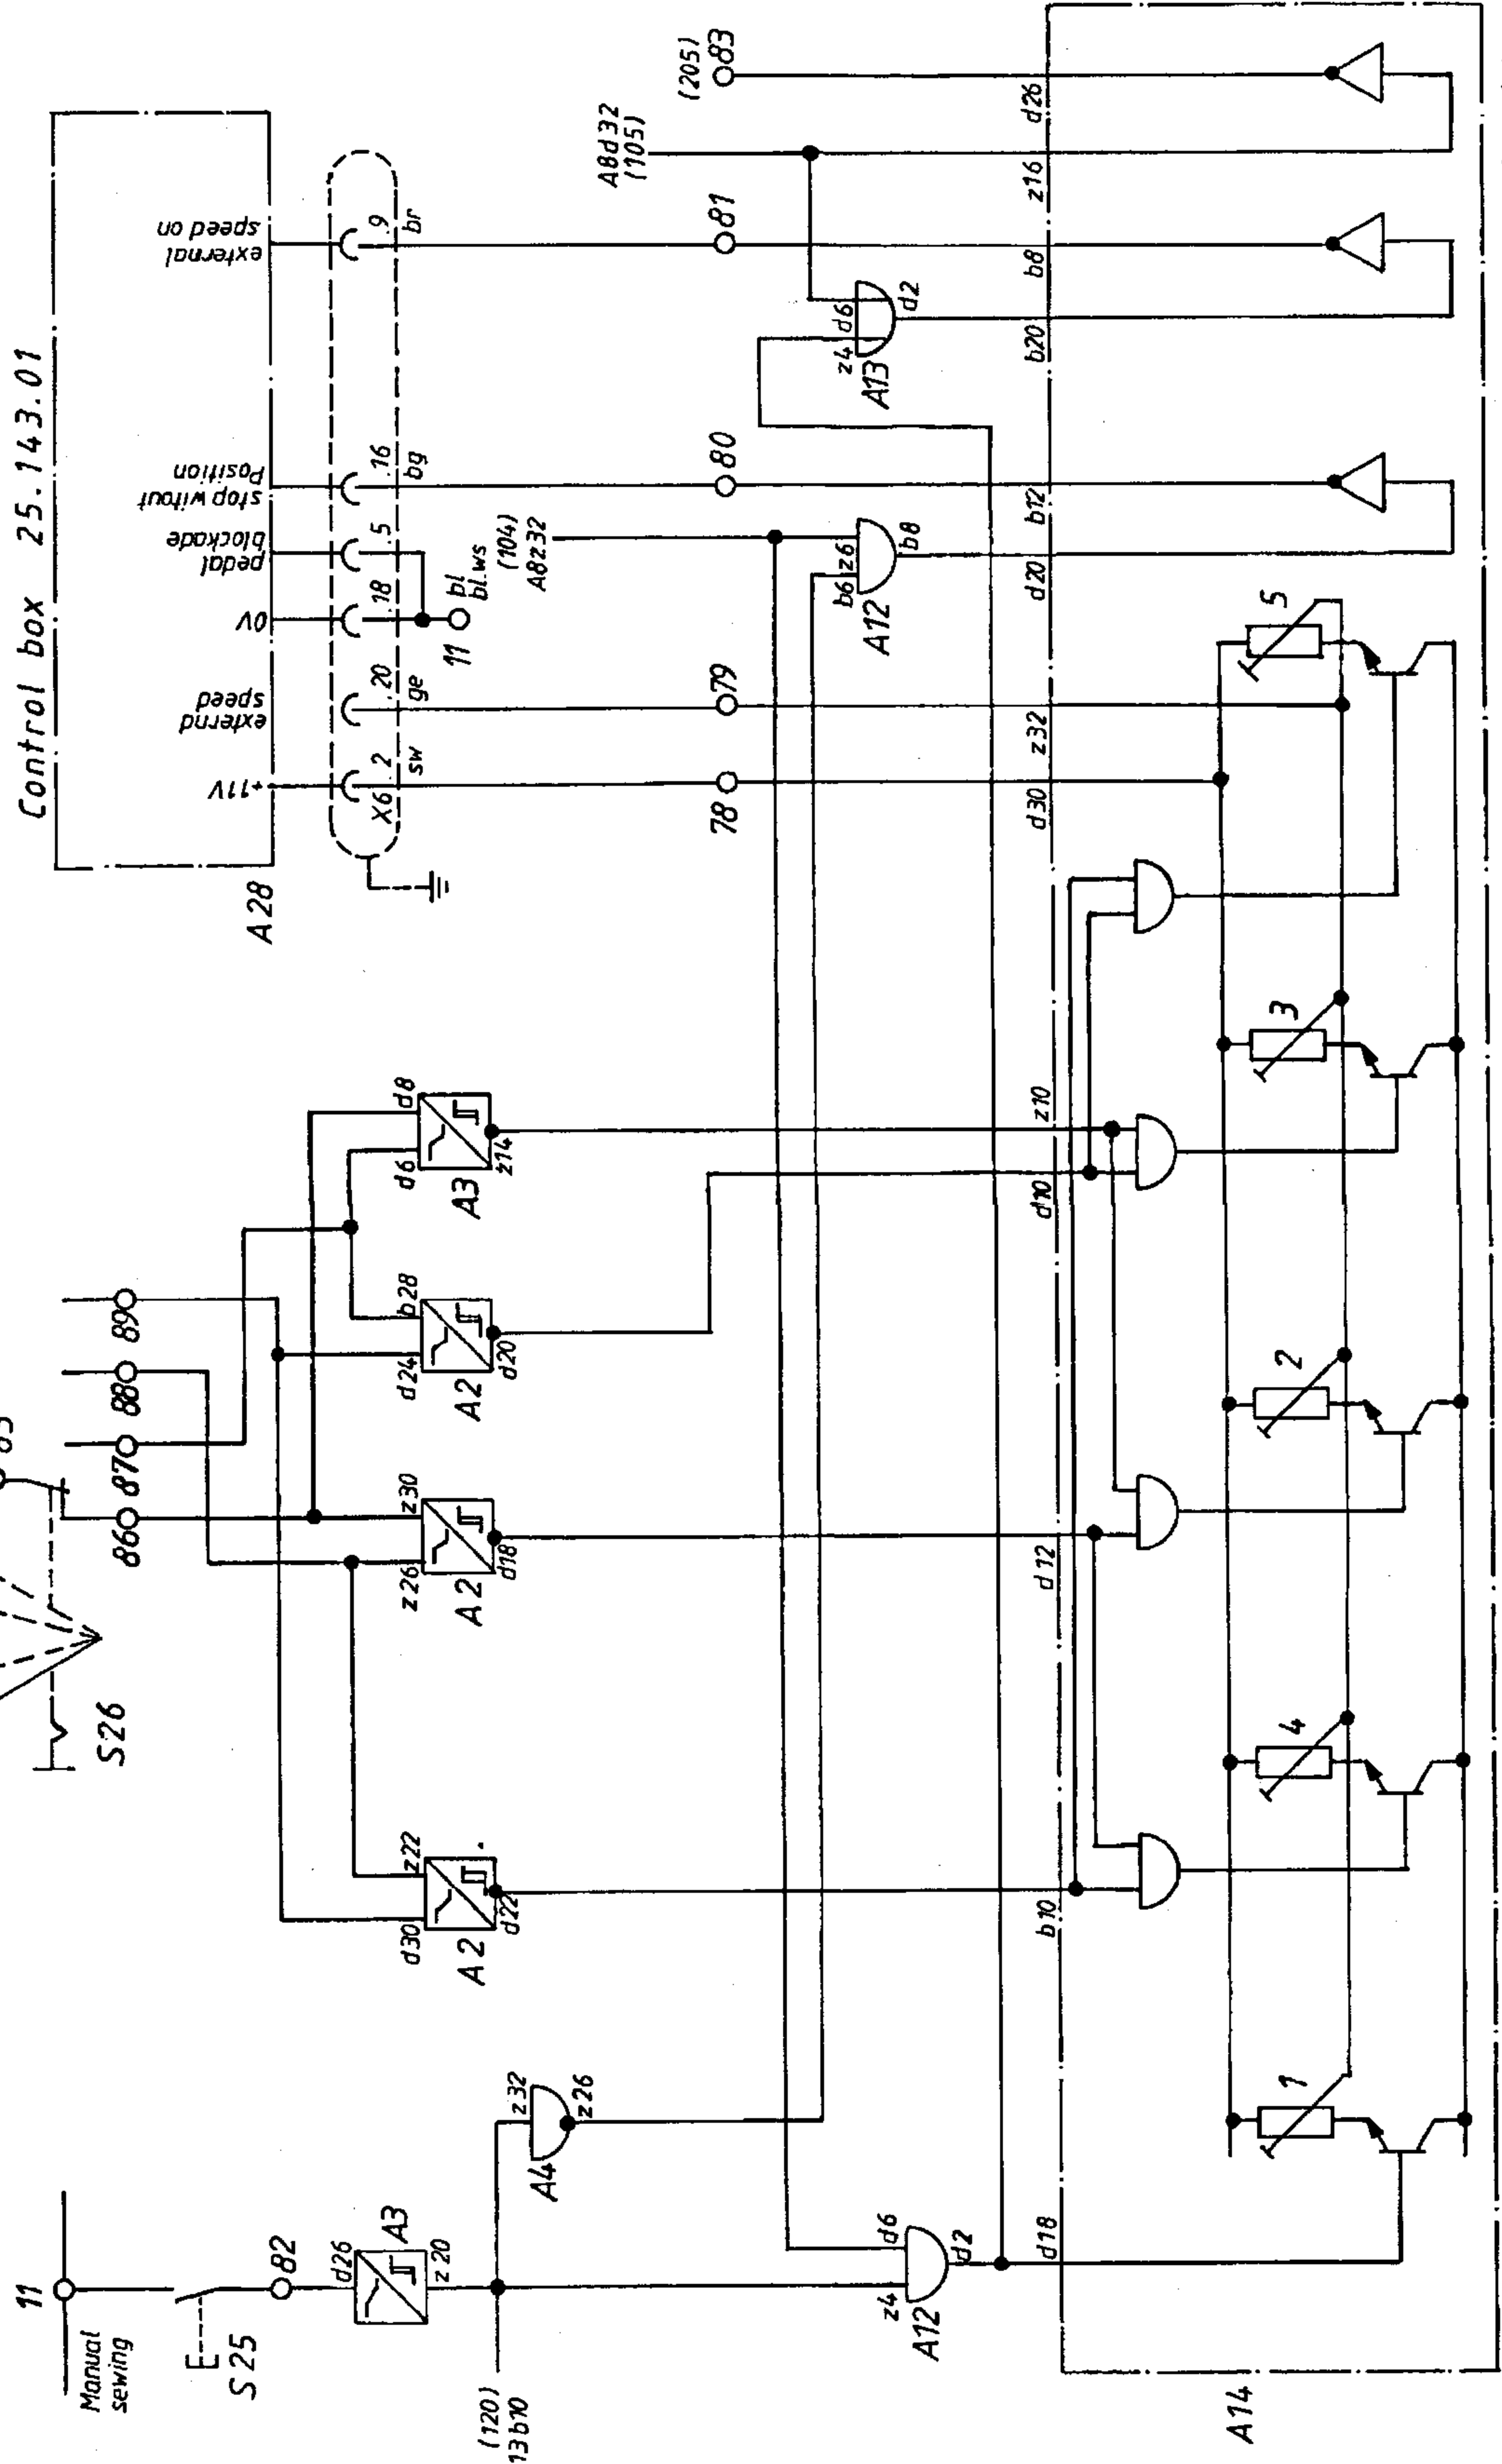 Control box 25.143.01
+11V
externd
speed
0V
pedal
blockade
stop witout
Position
external
speed on
A28
X6 2 20 18 5 16 9
sw ge bl bg br
bl.ws
11
(104)
A8z32
A8d32
(105)
(205)
78 79 80 81 83
11
Manual
sewing
S25
82
S26
86 87 88 89
d26 A3
z20
(120)
13b10
z32
A4 z26
d30 z22
A2 d22
z26 z30
A2 d18
d24 b28
A2 d20
d6 d8
A3 z14
z4 d6
A12 d2
b6 z6
A12 b8
z4 d6
A13 d2
d18 b10 d12 d10 z10 d30 z32 d20 b12 b20 b8 z16 d26
1 4 2 3 5
A14